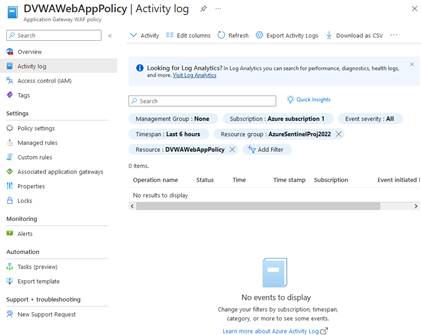 DVWAWebAppPolicy | Activity log
Application Gateway WAF policy
Search
Activity
Edit columns
Refresh
Export Activity Logs
Download as CSV
Overview
Activity log
Access control (IAM)
Tags
Settings
Policy settings
Managed rules
Custom rules
Associated application gateways
Properties
Locks
Monitoring
Alerts
Automation
Tasks (preview)
Export template
Support + troubleshooting
New Support Request
Looking for Log Analytics? In Log Analytics you can search for performance, diagnostics, health logs,
and more. Visit Log Analytics
Search
Quick Insights
Management Group : None
Subscription : Azure subscription 1
Event severity : All
Timespan : Last 6 hours
Resource group : AzureSentinelProj2022
Resource : DVWAWebAppPolicy
Add Filter
0 items.
Operation name Status Time Time stamp Subscription Event initiated
No results to display
No events to display
Change your filters by subscription, timespan,
category, or more to see some events.
Learn more about Azure Activity Log